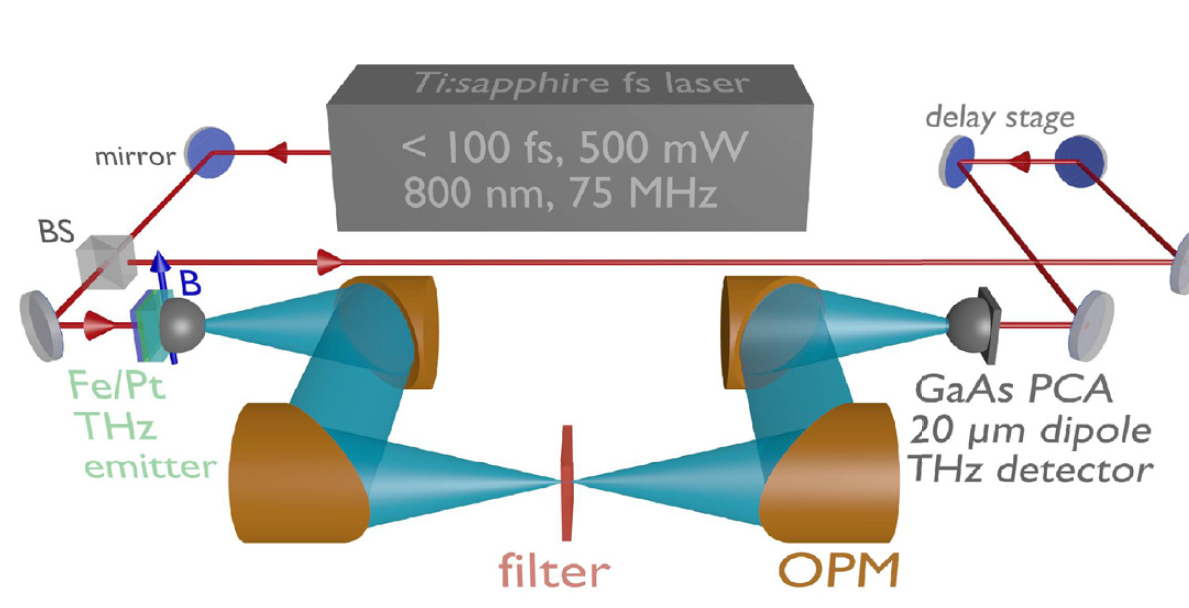 Ti:sapphire fs laser
< 100 fs, 500 mW
800 nm, 75 MHz
delay stage
mirror
BS
B
Fe/Pt
THz
emitter
GaAs PCA
20 µm dipole
THz detector
filter
OPM